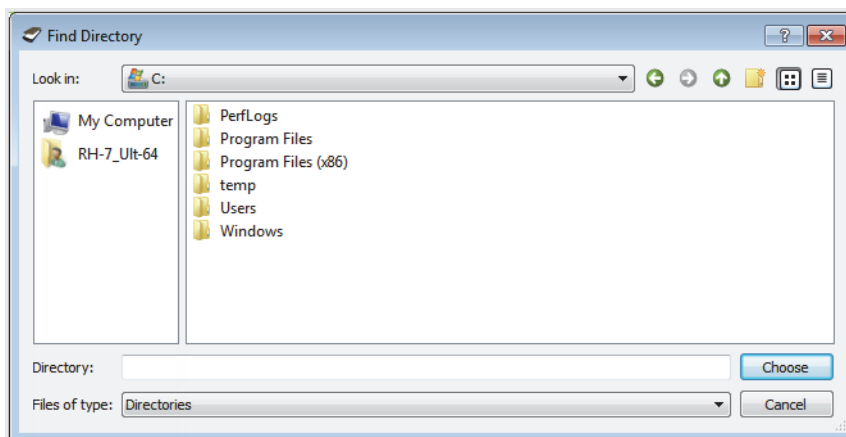 Find Directory
Look in:
C:
My Computer
RH-7_Ult-64
PerfLogs
Program Files
Program Files (x86)
temp
Users
Windows
Directory:
Choose
Files of type:
Directories
Cancel